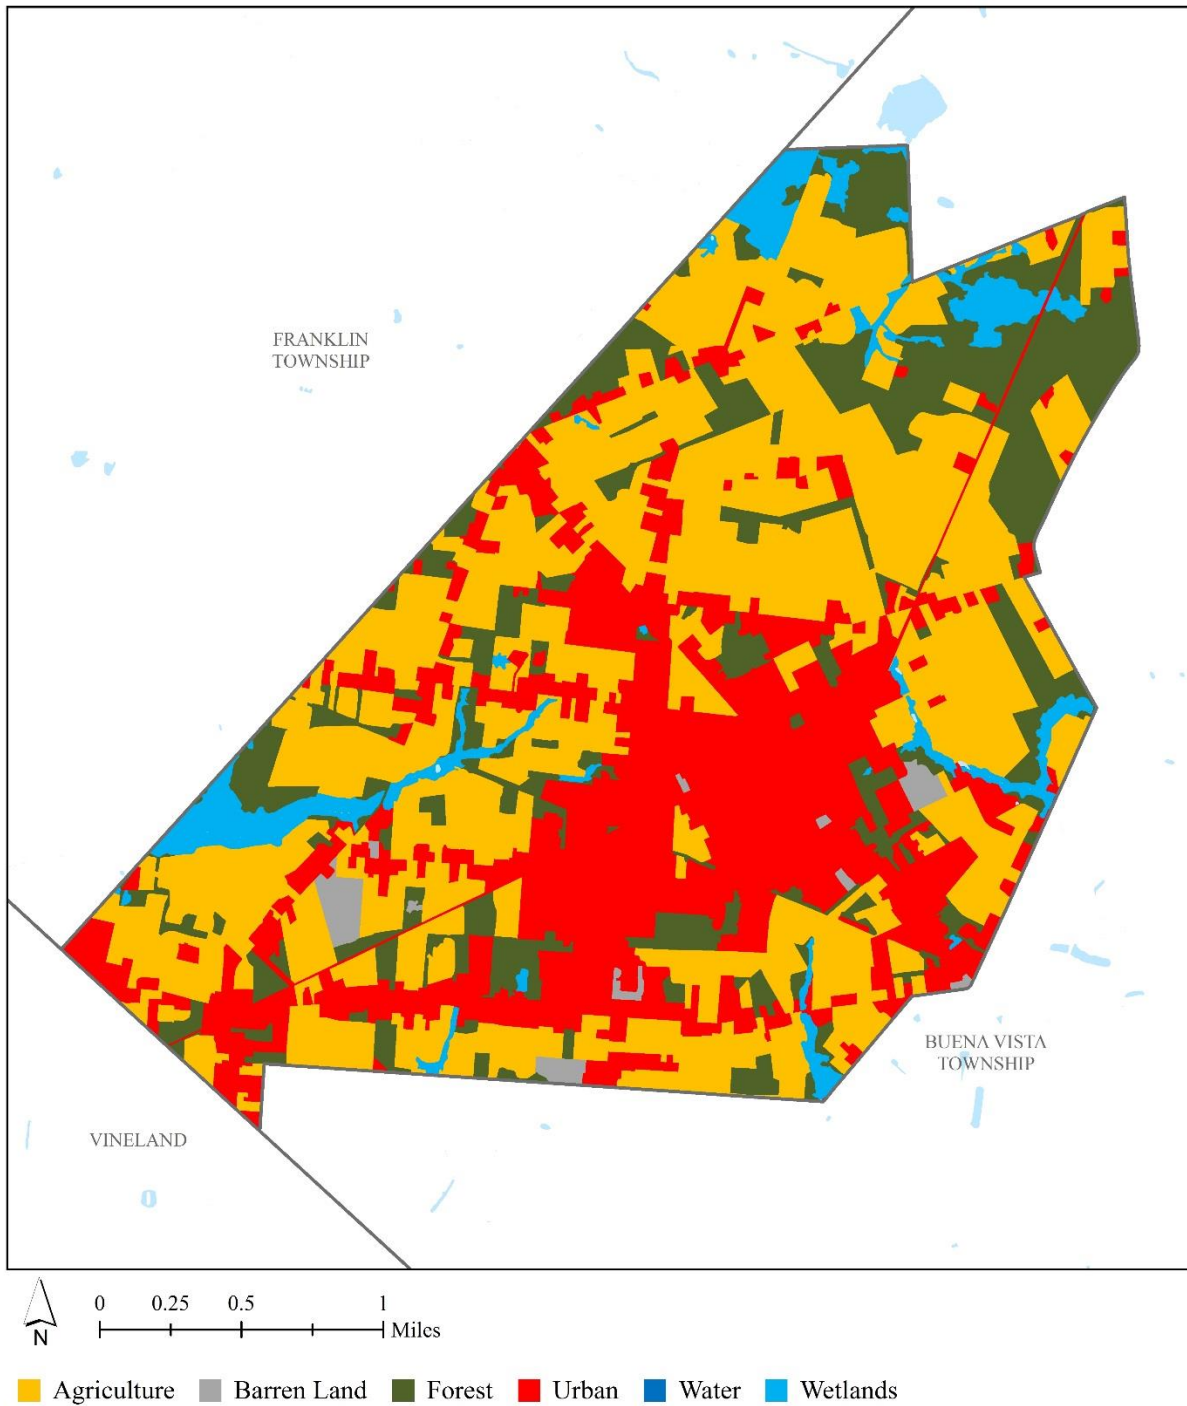 FRANKLIN
TOWNSHIP
BUENA VISTA
TOWNSHIP
VINELAND
N
0 0.25 0.5 1
Miles
Agriculture Barren Land Forest Urban Water Wetlands